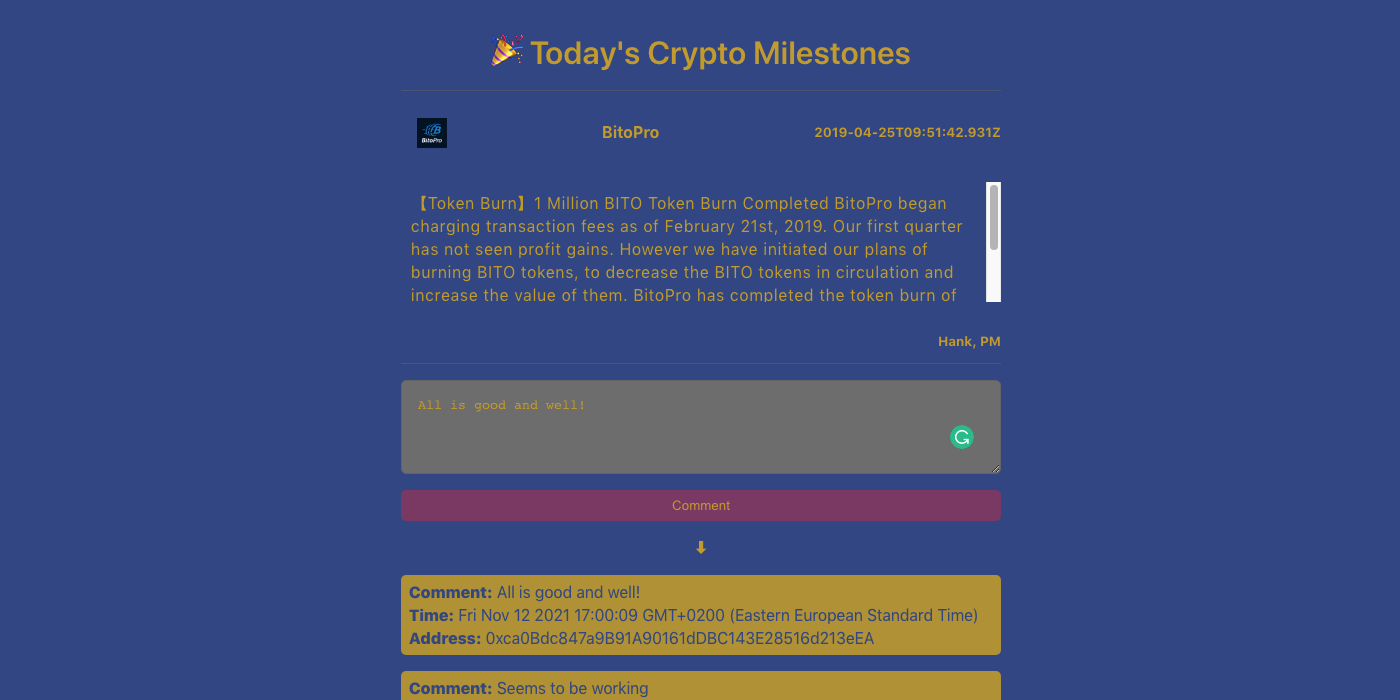 🎉 Today's Crypto Milestones
BitoPro
BitoPro
2019-04-25T09:51:42.931Z
【Token Burn】1 Million BITO Token Burn Completed BitoPro began
charging transaction fees as of February 21st, 2019. Our first quarter
has not seen profit gains. However we have initiated our plans of
burning BITO tokens, to decrease the BITO tokens in circulation and
increase the value of them. BitoPro has completed the token burn of
Hank, PM
All is good and well!
Comment
⬇
Comment: All is good and well!
Time: Fri Nov 12 2021 17:00:09 GMT+0200 (Eastern European Standard Time)
Address: 0xca0Bdc847a9B91A90161dDBC143E28516d213eEA
Comment: Seems to be working